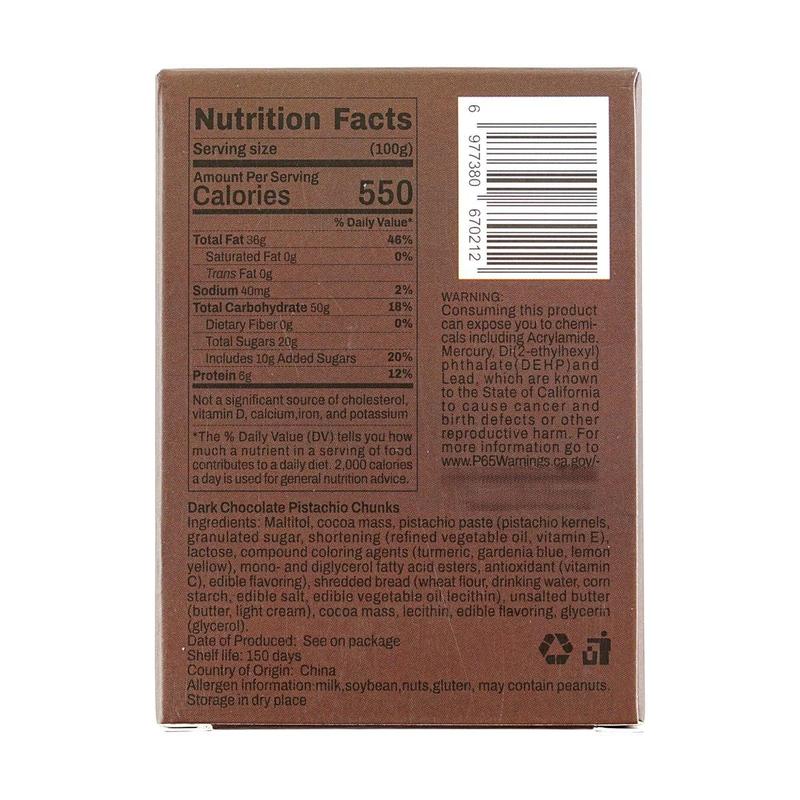 Nutrition Facts
Serving size (100g)
Amount Per Serving
Calories 550
% Daily Value*
Total Fat 36g 46%
Saturated Fat 0g 0%
Trans Fat 0g
Sodium 40mg 2%
Total Carbohydrate 50g 18%
Dietary Fiber 0g 0%
Total Sugars 20g
Includes 10g Added Sugars 20%
Protein 6g 12%
Not a significant source of cholesterol,
vitamin D, calcium,iron, and potassium
*The % Daily Value (DV) tells you how
much a nutrient in a serving of food
contributes to a daily diet. 2,000 calories
a day is used for general nutrition advice.
6 977380 670212
WARNING:
Consuming this product
can expose you to chemi-
cals including Acrylamide,
Mercury, Di(2-ethylhexyl)
phthalate(DEHP)and
Lead, which are known
to the State of California
to cause cancer and
birth defects or other
reproductive harm. For
more information go to
www.P65Warnings.ca.gov/-
Dark Chocolate Pistachio Chunks
Ingredients: Maltitol, cocoa mass, pistachio paste (pistachio kernels,
granulated sugar, shortening (refined vegetable oil, vitamin E),
lactose, compound coloring agents (turmeric, gardenia blue, lemon
yellow), mono- and diglycerol fatty acid esters, antioxidant (vitamin
C), edible flavoring), shredded bread (wheat flour, drinking water, corn
starch, edible salt, edible vegetable oil,lecithin), unsalted butter
(butter, light cream), cocoa mass, lecithin, edible flavoring, glycerin
(glycerol).
Date of Produced: See on package
Shelf life: 150 days
Country of Origin: China
Allergen information:milk,soybean,nuts,gluten, may contain peanuts.
Storage in dry place